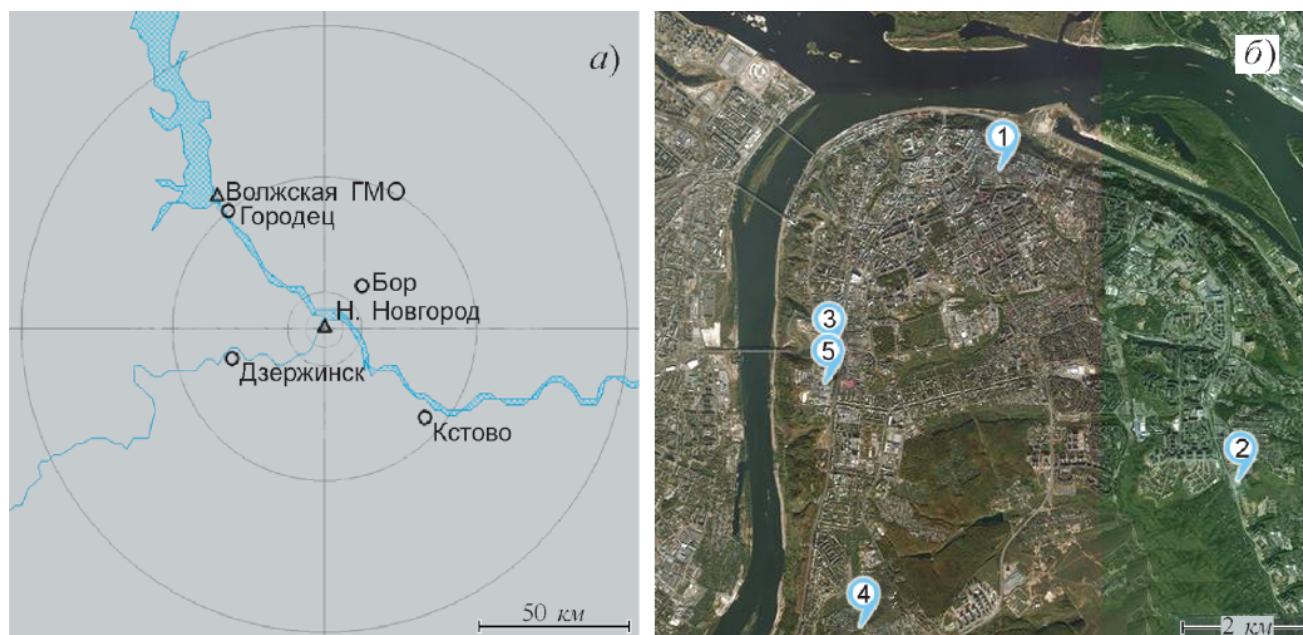 а)
Волжская ГМО
Городец
Бор
Н. Новгород
Дзержинск
Кстово
50 км
б)
1
3
5
2
4
2 км